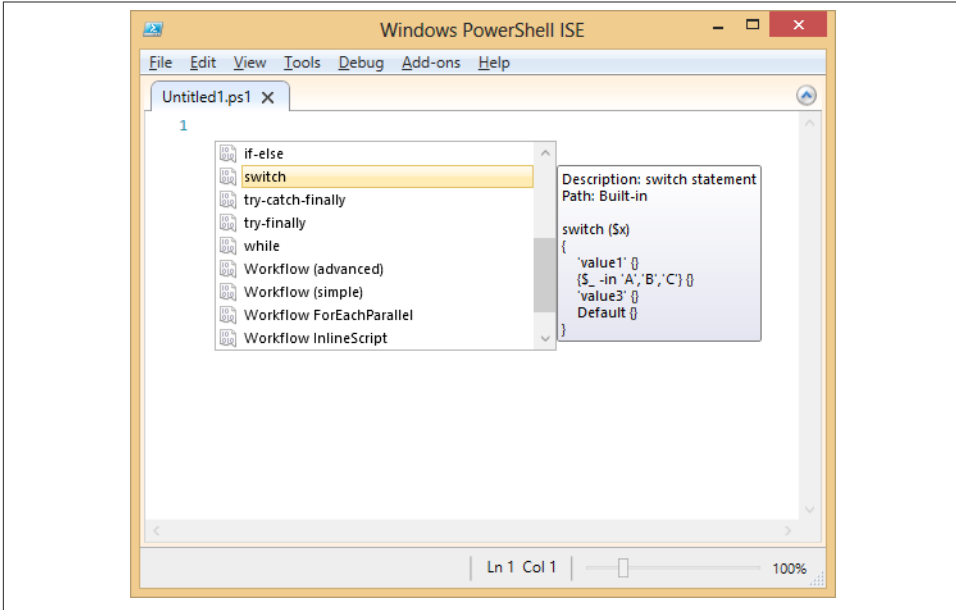 Windows PowerShell ISE
File Edit View Tools Debug Add-ons Help
Untitled1.ps1
1
if-else
switch
try-catch-finally
try-finally
while
Workflow (advanced)
Workflow (simple)
Workflow ForEachParallel
Workflow InlineScript
Description: switch statement
Path: Built-in
switch ($x)
{
'value1' {}
{$_ -in 'A','B','C'} {}
'value3' {}
Default {}
}
Ln 1 Col 1
100%